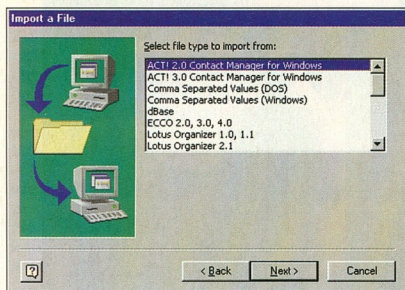 Import a File
Select file type to import from:
ACT! 2.0 Contact Manager for Windows
ACT! 3.0 Contact Manager for Windows
Comma Separated Values (DOS)
Comma Separated Values (Windows)
dBase
ECCO 2.0, 3.0, 4.0
Lotus Organizer 1.0, 1.1
Lotus Organizer 2.1
?
< Back
Next >
Cancel